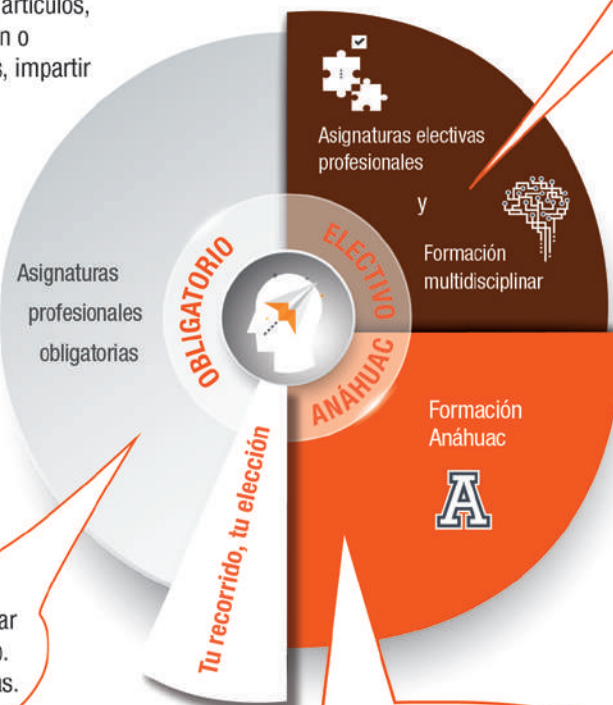 artículos,
n o
s, impartir
Asignaturas electivas
profesionales
y
Formación
multidisciplinar
ELECTIVO
OBLIGATORIO
Asignaturas
profesionales
obligatorias
ANÁHUAC
Formación
Anáhuac
A
Tu recorrido, tu elección
ar
o.
as.